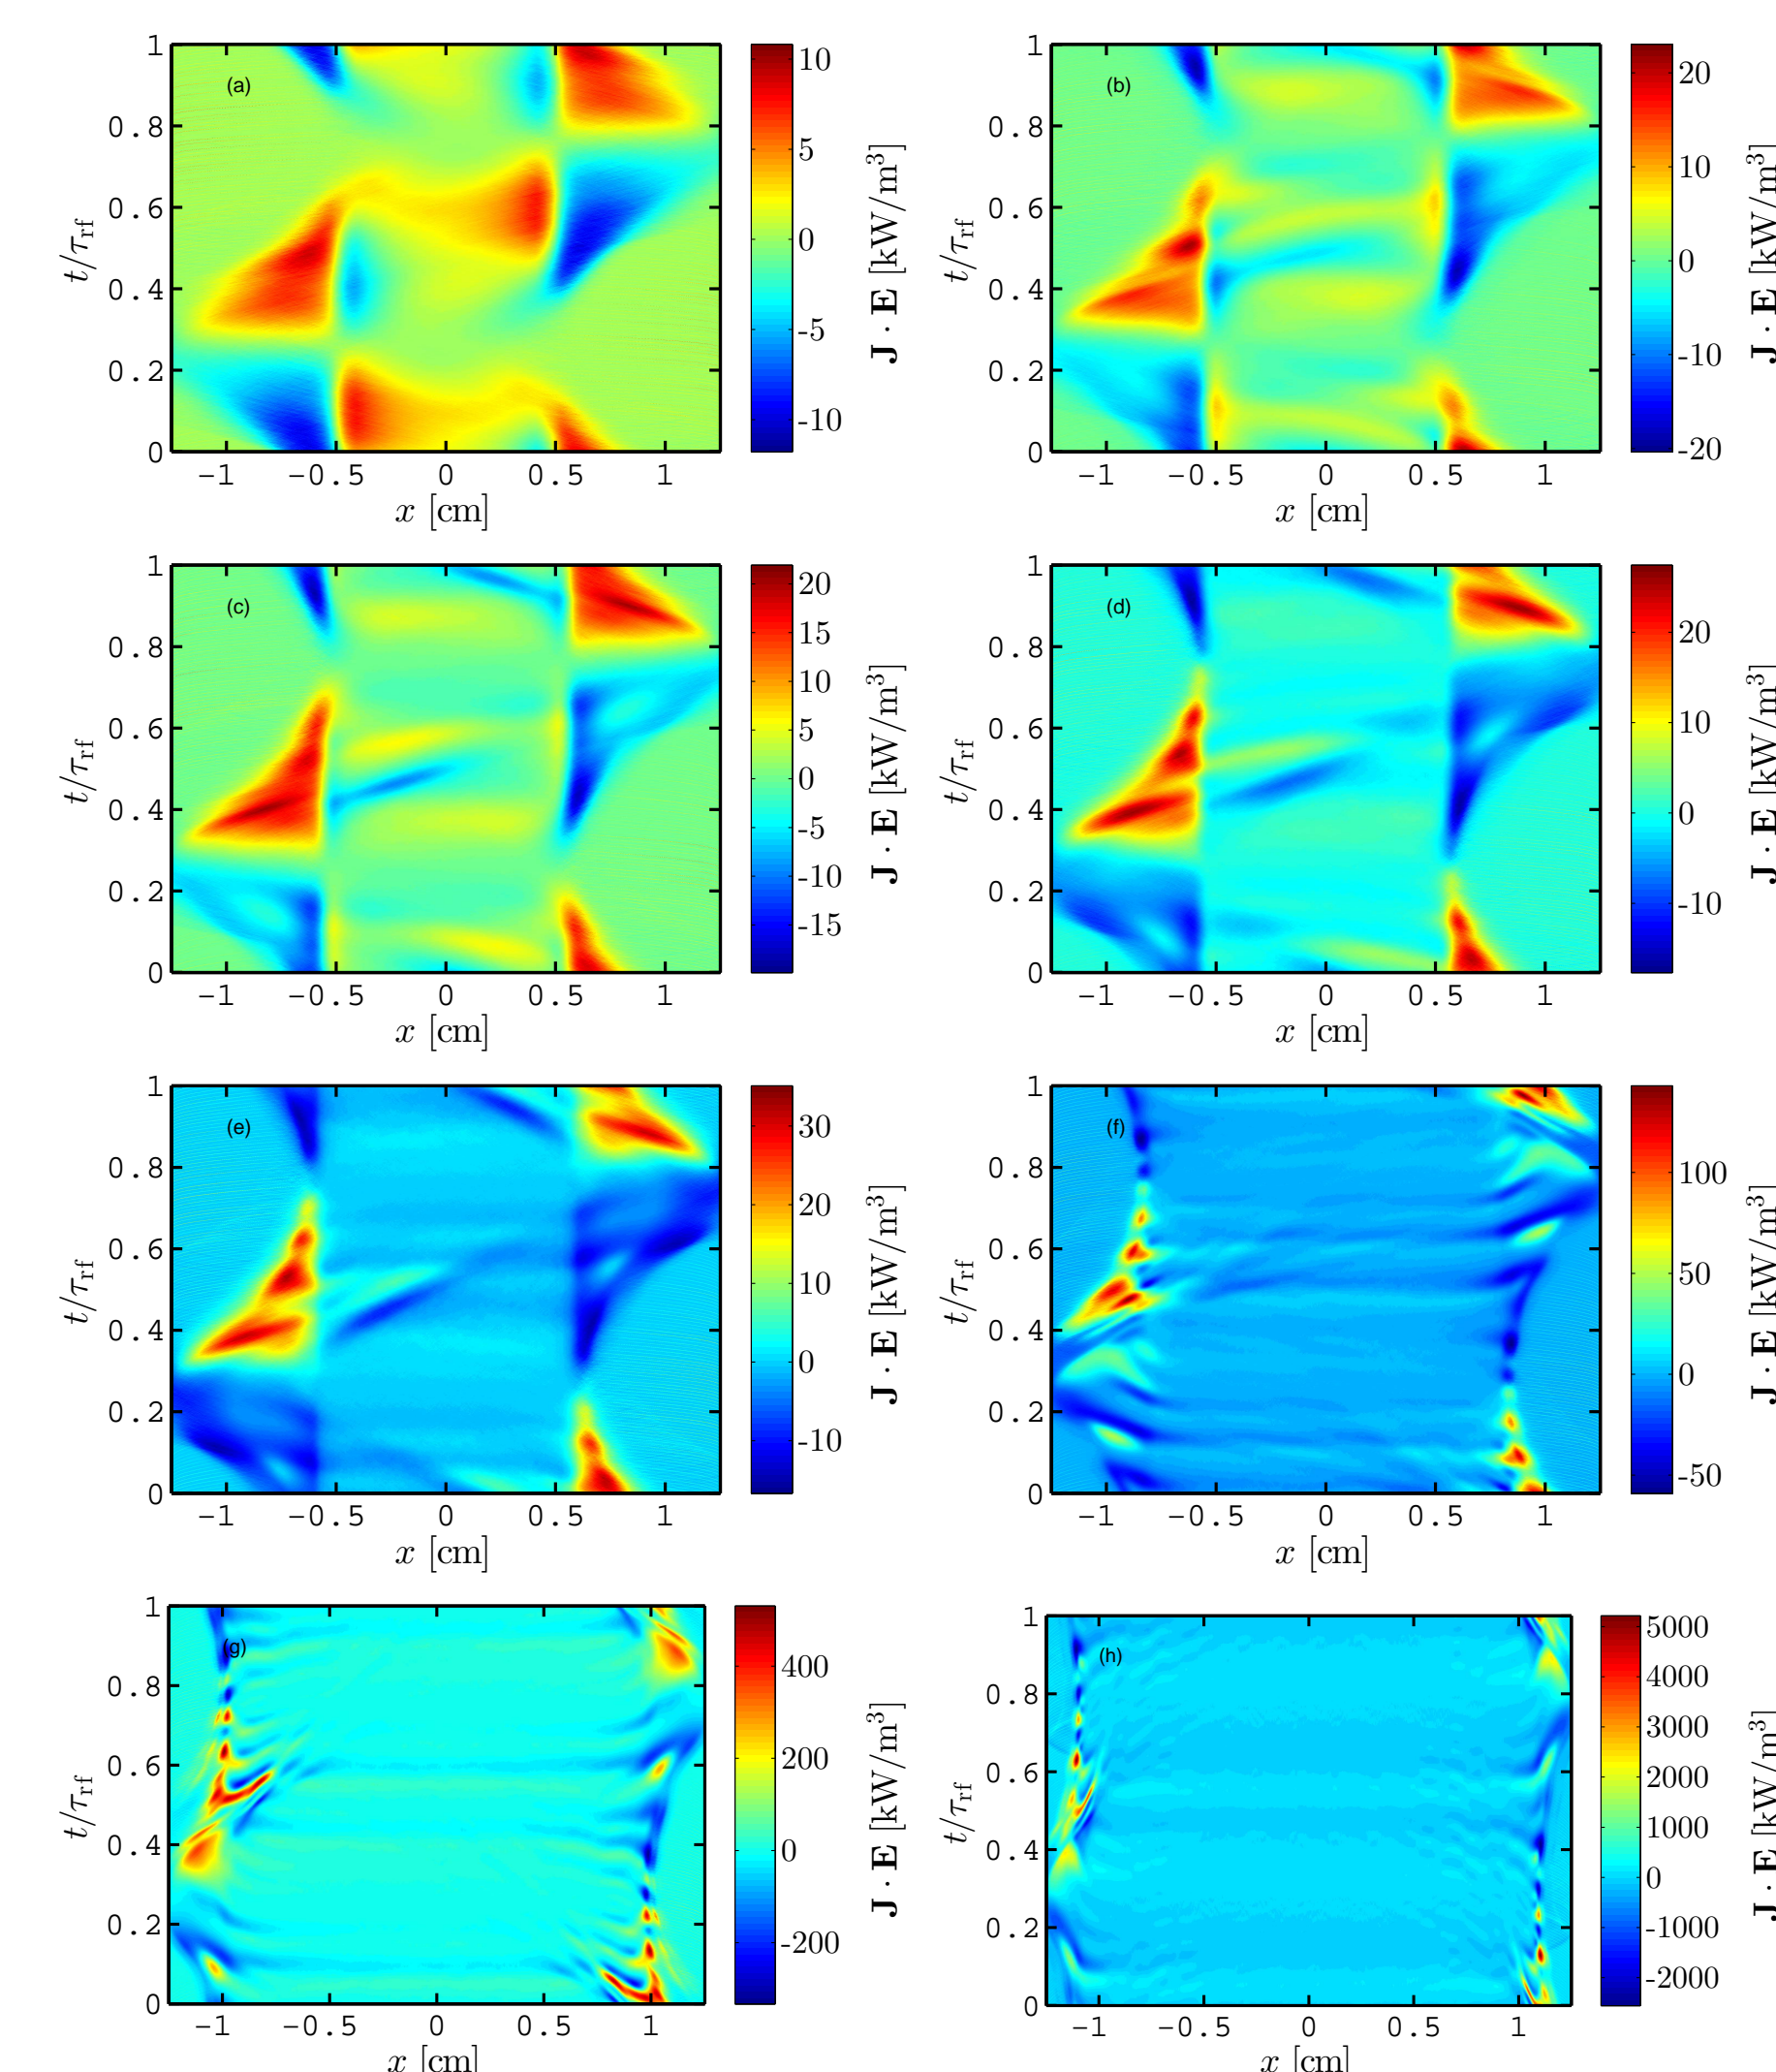 (a)
1
0.8
0.6
0.4
0.2
0
t/τrf
−1 −0.5 0 0.5 1
x [cm]
10
5
0
-5
-10
J · E [kW/m³]
(b)
1
0.8
0.6
0.4
0.2
0
t/τrf
−1 −0.5 0 0.5 1
x [cm]
20
10
0
-10
-20
J · E [kW/m³]
(c)
1
0.8
0.6
0.4
0.2
0
t/τrf
−1 −0.5 0 0.5 1
x [cm]
20
15
10
5
0
-5
-10
-15
J · E [kW/m³]
(d)
1
0.8
0.6
0.4
0.2
0
t/τrf
−1 −0.5 0 0.5 1
x [cm]
20
10
0
-10
J · E [kW/m³]
(e)
1
0.8
0.6
0.4
0.2
0
t/τrf
−1 −0.5 0 0.5 1
x [cm]
30
20
10
0
-10
J · E [kW/m³]
(f)
1
0.8
0.6
0.4
0.2
0
t/τrf
−1 −0.5 0 0.5 1
x [cm]
100
50
0
-50
J · E [kW/m³]
(g)
1
0.8
0.6
0.4
0.2
0
t/τrf
−1 −0.5 0 0.5 1
x [cm]
400
200
0
-200
J · E [kW/m³]
(h)
1
0.8
0.6
0.4
0.2
0
t/τrf
−1 −0.5 0 0.5 1
x [cm]
5000
4000
3000
2000
1000
0
-1000
-2000
J · E [kW/m³]